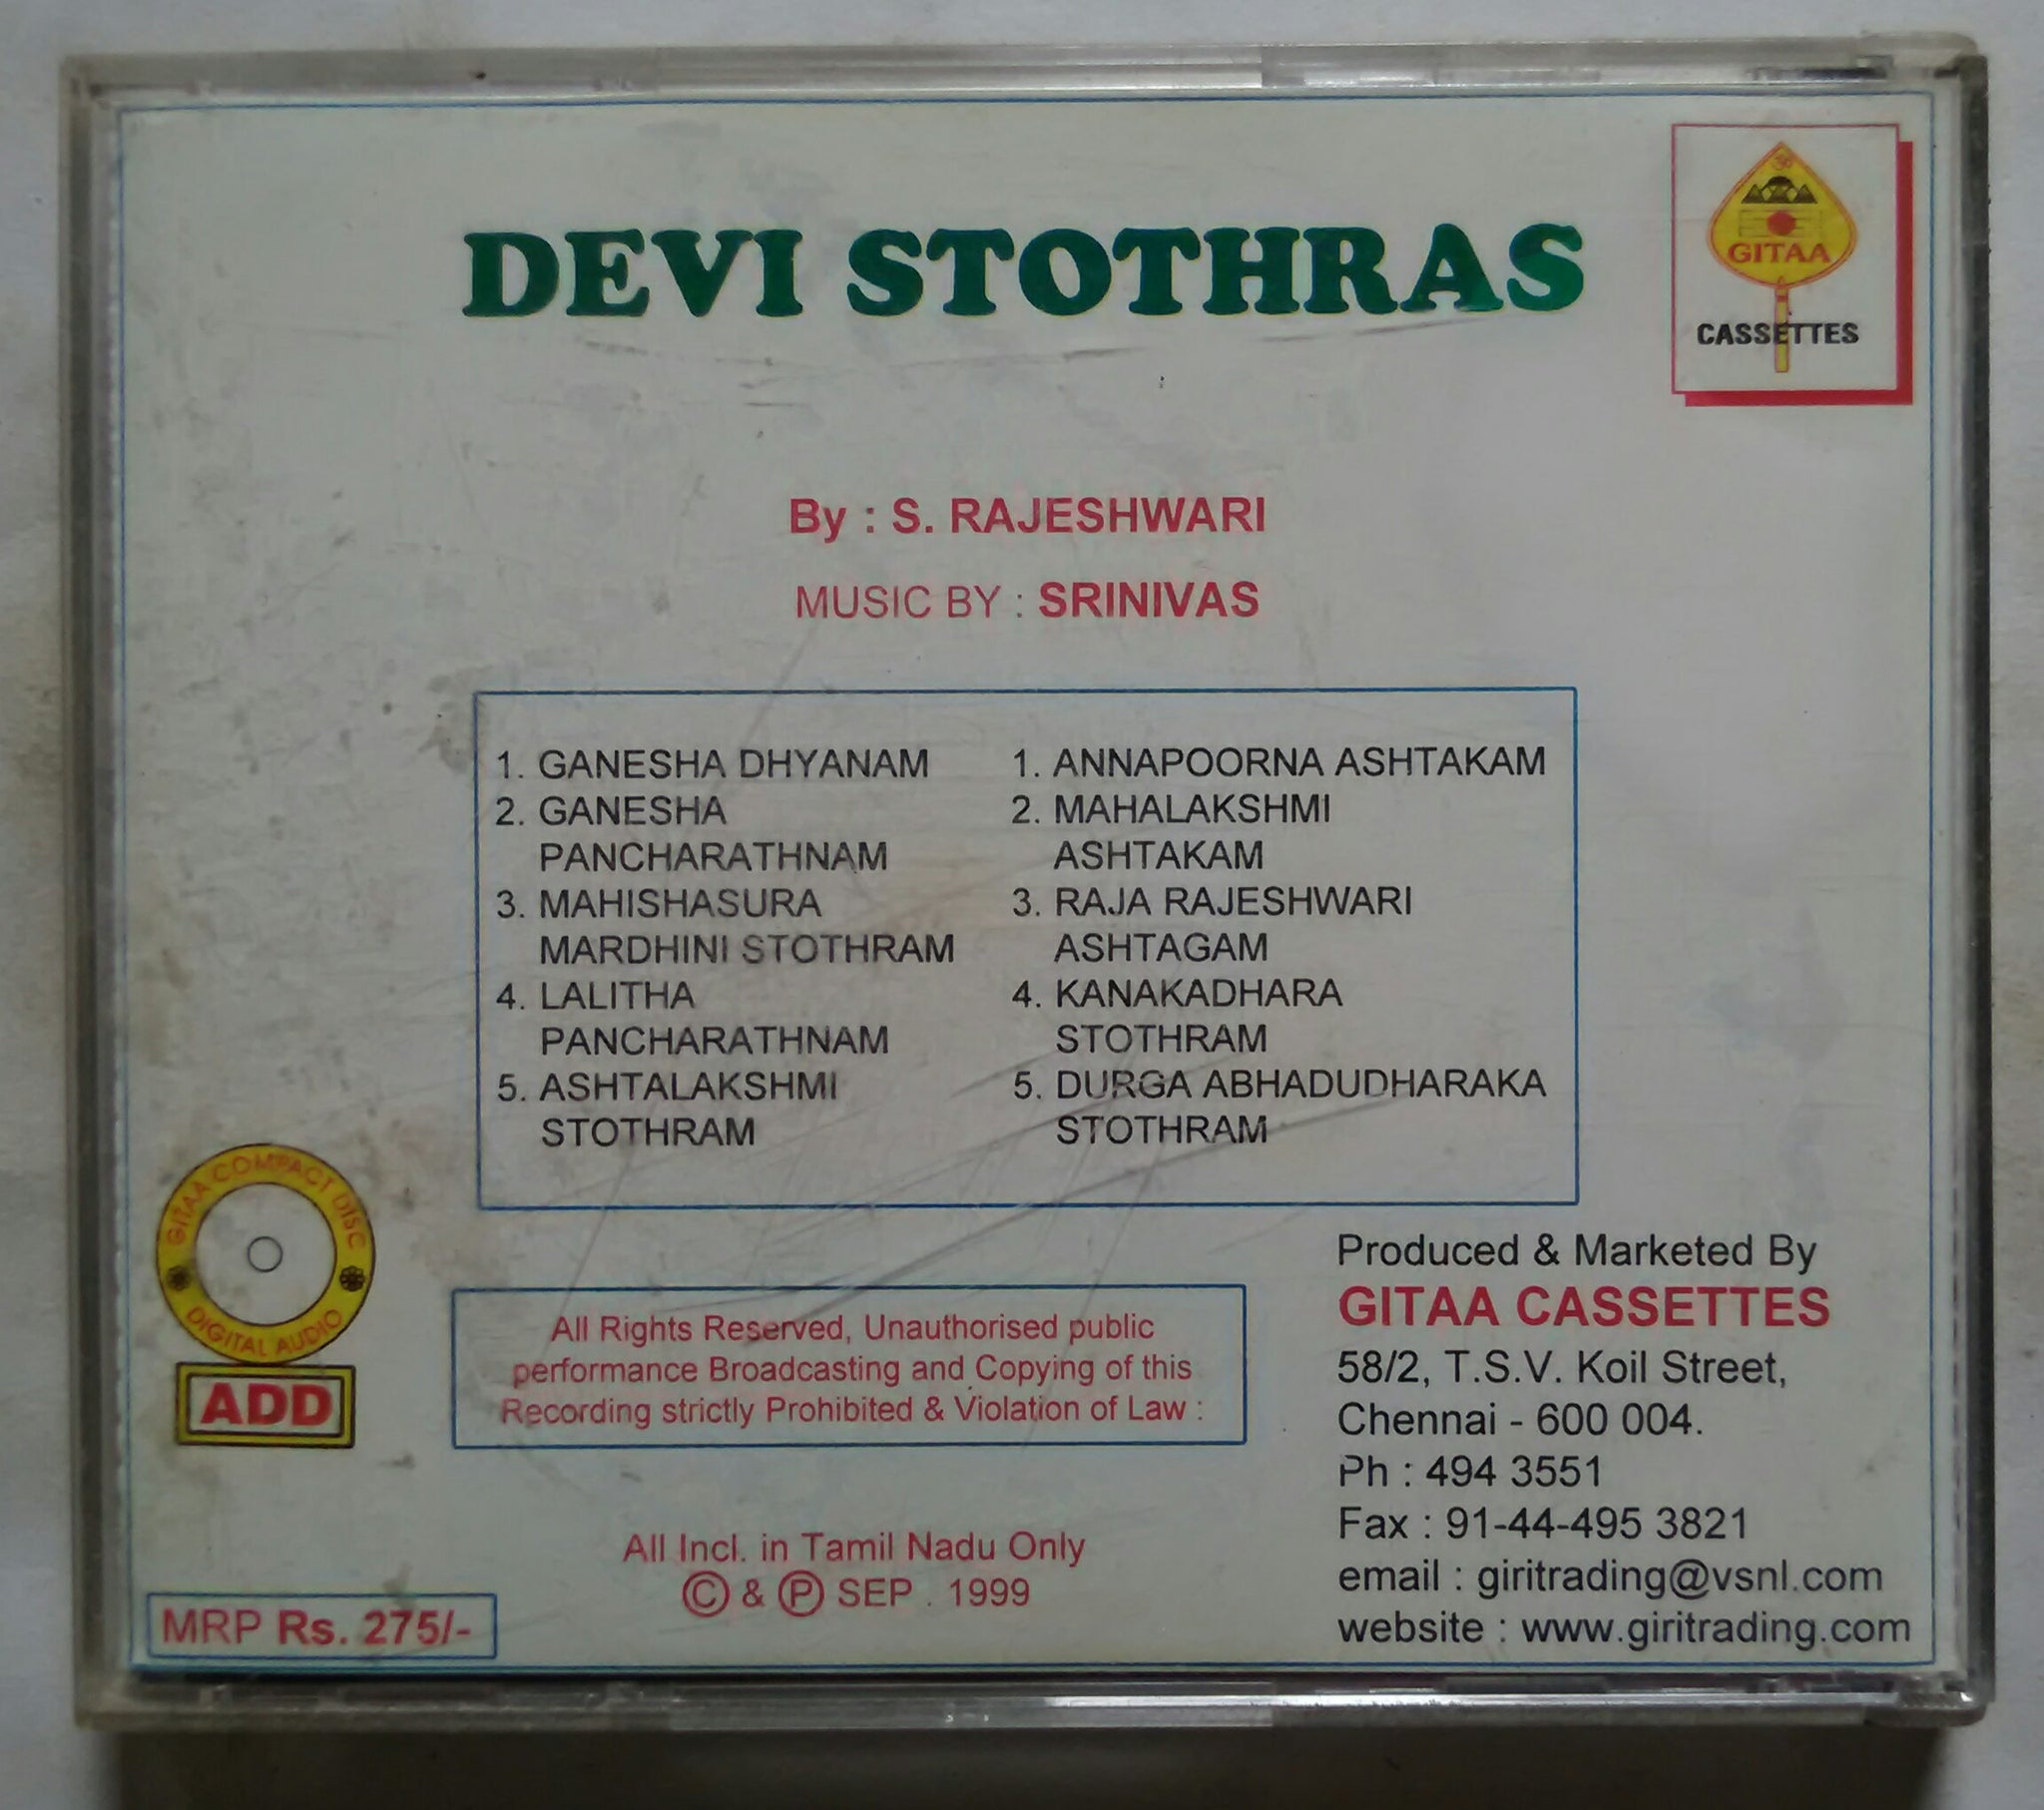 DEVI STOTHRAS
GITAA
CASSETTES
By : S. RAJESHWARI
MUSIC BY : SRINIVAS
1. GANESHA DHYANAM
2. GANESHA
PANCHARATHNAM
3. MAHISHASURA
MARDHINI STOTHRAM
4. LALITHA
PANCHARATHNAM
5. ASHTALAKSHMI
STOTHRAM
1. ANNAPOORNA ASHTAKAM
2. MAHALAKSHMI
ASHTAKAM
3. RAJA RAJESHWARI
ASHTAGAM
4. KANAKADHARA
STOTHRAM
5. DURGA ABHADUDHARAKA
STOTHRAM
GITAA COMPACT DISC
DIGITAL AUDIO
ADD
All Rights Reserved, Unauthorised public
performance Broadcasting and Copying of this
Recording strictly Prohibited & Violation of Law :
Produced & Marketed By
GITAA CASSETTES
58/2, T.S.V. Koil Street,
Chennai - 600 004.
Ph : 494 3551
Fax : 91-44-495 3821
email : giritrading@vsnl.com
website : www.giritrading.com
All Incl. in Tamil Nadu Only
© & ℗ SEP . 1999
MRP Rs. 275/-